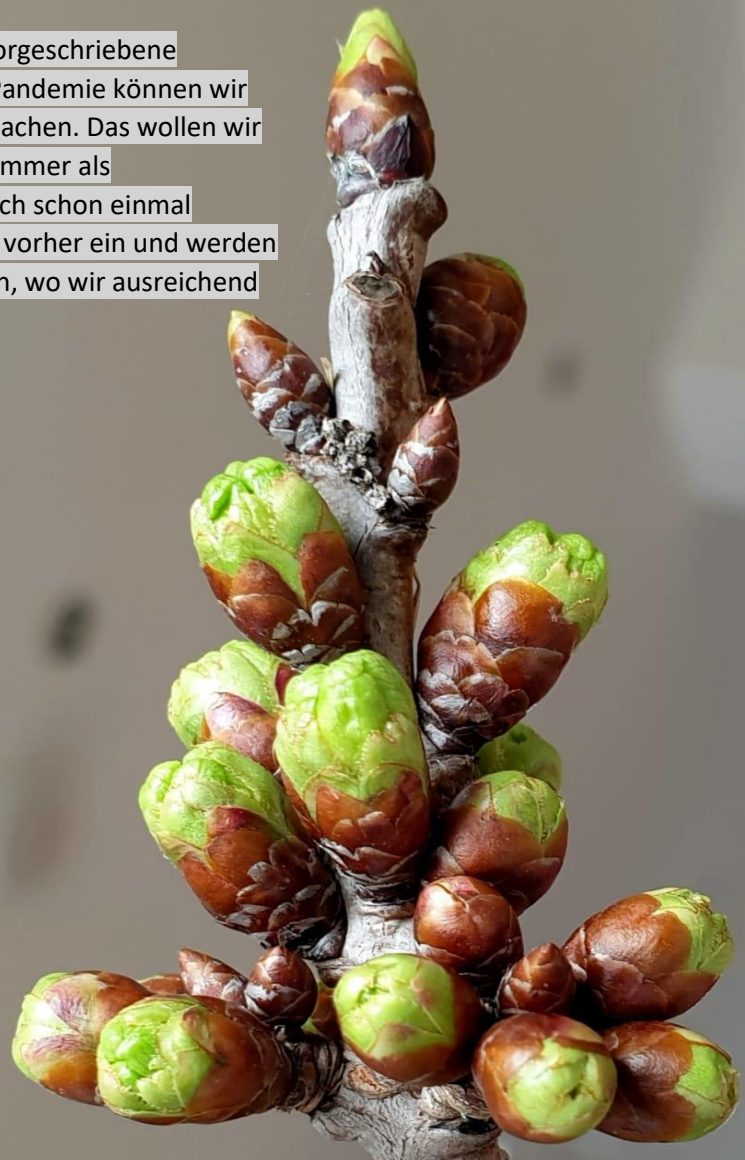 orgeschriebene
andemie können wir
achen. Das wollen wir
mmer als
ch schon einmal
vorher ein und werden
n, wo wir ausreichend